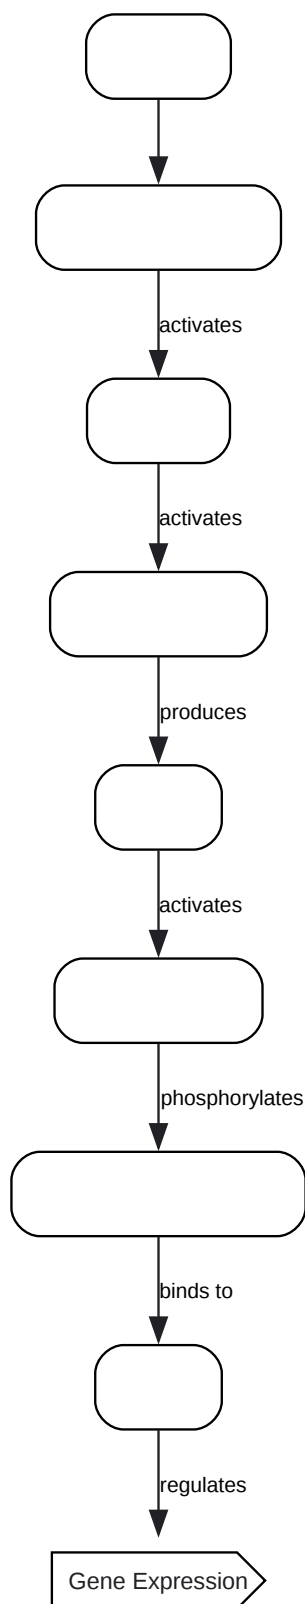 activates
activates
produces
activates
phosphorylates
binds to
regulates
Gene Expression